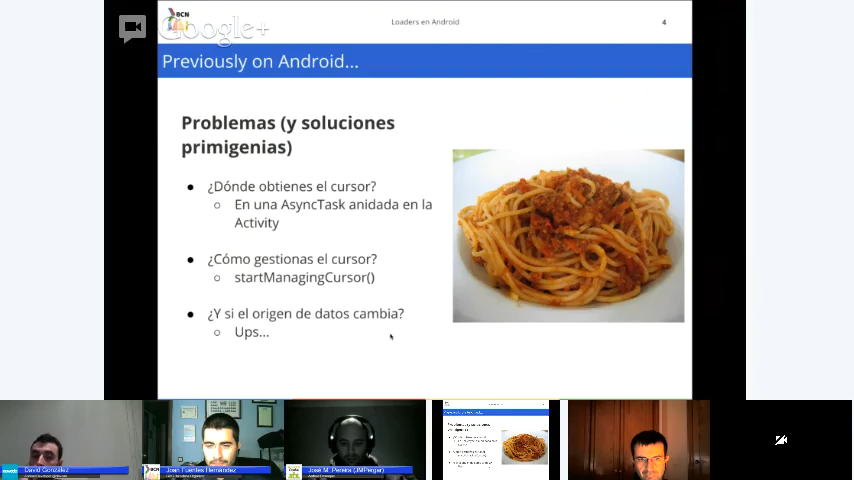 BCN
Google+
Loaders en Android
4
Previously on Android...
Problemas (y soluciones
primigenias)
● ¿Dónde obtienes el cursor?
○ En una AsyncTask anidada en la
Activity
● ¿Cómo gestionas el cursor?
○ startManagingCursor()
● ¿Y si el origen de datos cambia?
○ Ups...
David González
Joan Fuentes Hernández
José Mª Pereira (JMPergar)